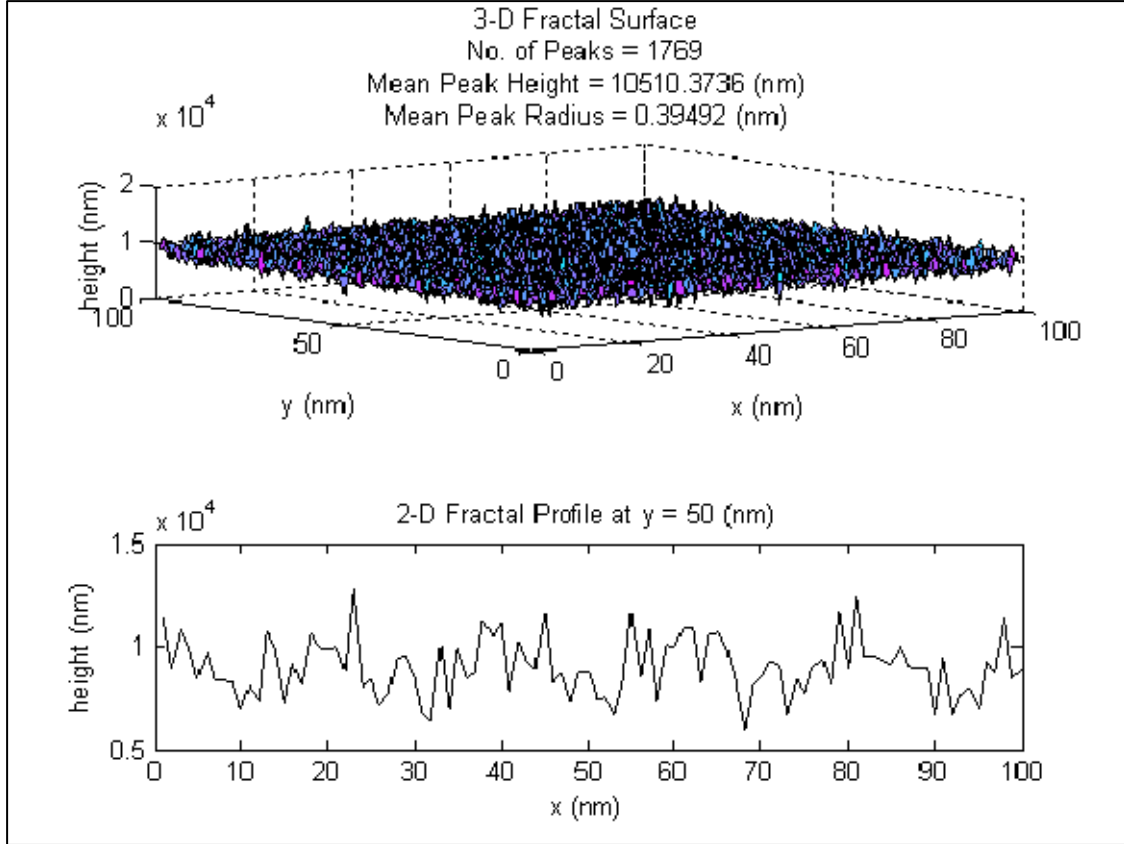 3-D Fractal Surface
No. of Peaks = 1769
Mean Peak Height = 10510.3736 (nm)
Mean Peak Radius = 0.39492 (nm)
x 10^4
height (nm)
2
1
0
100
50
0
y (nm)
0
20
40
60
80
100
x (nm)
x 10^4
2-D Fractal Profile at y = 50 (nm)
height (nm)
1.5
1
0.5
0 10 20 30 40 50 60 70 80 90 100
x (nm)